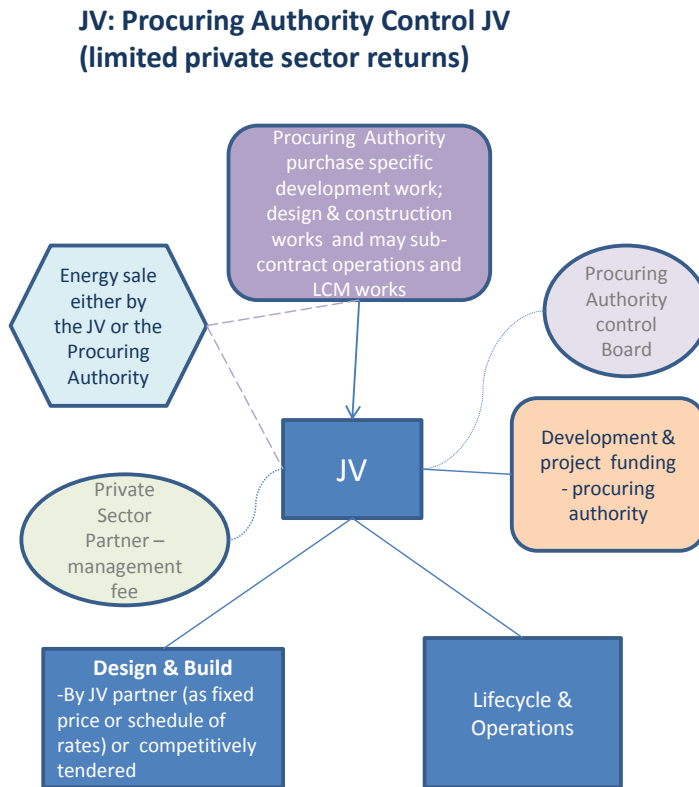 JV: Procuring Authority Control JV
(limited private sector returns)
Procuring Authority
purchase specific
development work;
design & construction
works and may sub-
contract operations and
LCM works
Energy sale
either by
the JV or the
Procuring
Authority
Procuring
Authority
control
Board
JV
Development &
project funding
- procuring
authority
Private
Sector
Partner –
management
fee
Design & Build
-By JV partner (as fixed
price or schedule of
rates) or competitively
tendered
Lifecycle &
Operations